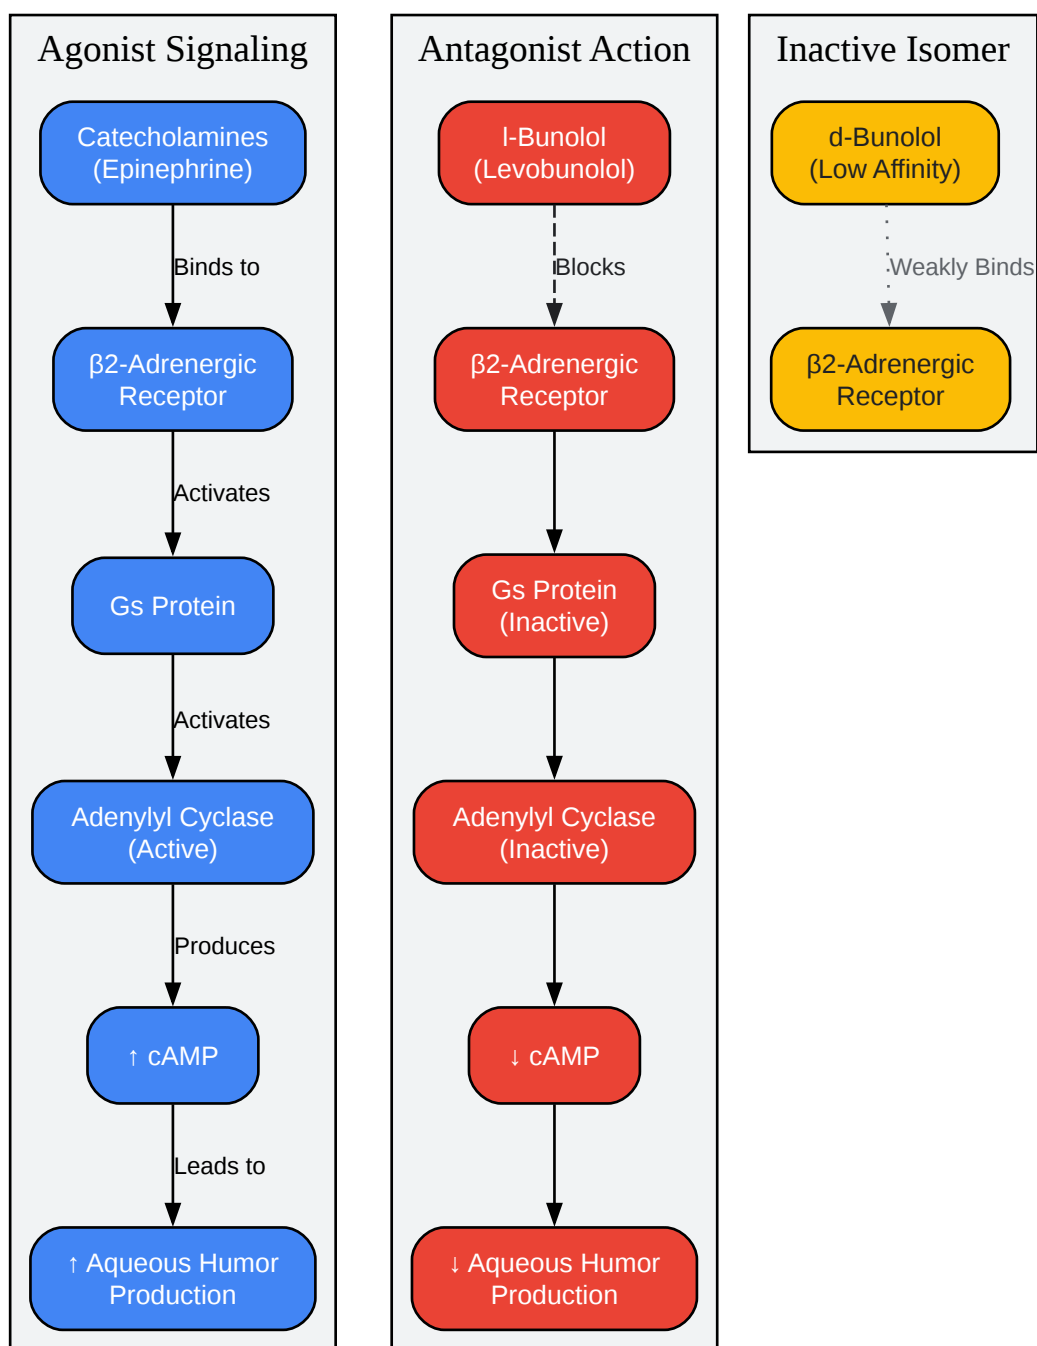 Agonist Signaling
Catecholamines
(Epinephrine)
Binds to
β2-Adrenergic
Receptor
Activates
Gs Protein
Activates
Adenylyl Cyclase
(Active)
Produces
↑ cAMP
Leads to
↑ Aqueous Humor
Production
Antagonist Action
l-Bunolol
(Levobunolol)
Blocks
β2-Adrenergic
Receptor
Gs Protein
(Inactive)
Adenylyl Cyclase
(Inactive)
↓ cAMP
↓ Aqueous Humor
Production
Inactive Isomer
d-Bunolol
(Low Affinity)
Weakly Binds
β2-Adrenergic
Receptor